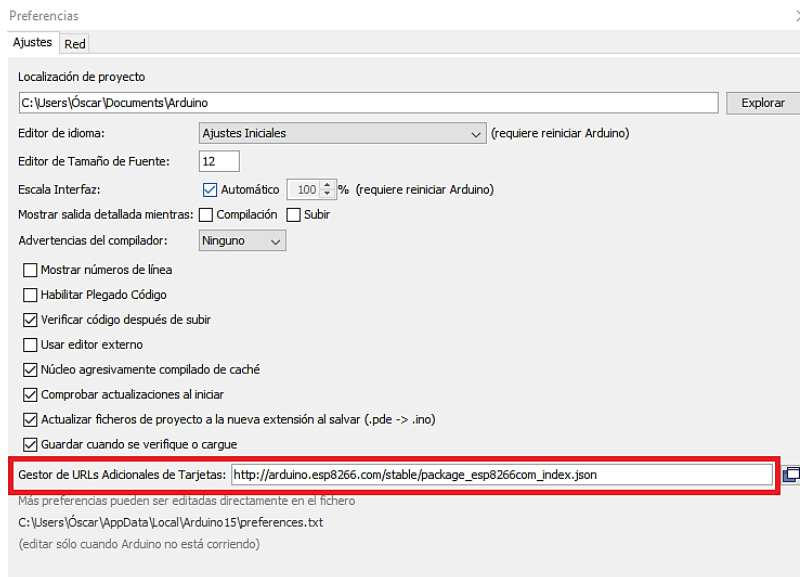 Preferencias
Ajustes Red
Localización de proyecto
C:\Users\Óscar\Documents\Arduino Explorar
Editor de idioma: Ajustes Iniciales (requiere reiniciar Arduino)
Editor de Tamaño de Fuente: 12
Escala Interfaz: Automático 100 % (requiere reiniciar Arduino)
Mostrar salida detallada mientras: Compilación Subir
Advertencias del compilador: Ninguno
Mostrar números de línea
Habilitar Plegado Código
Verificar código después de subir
Usar editor externo
Núcleo agresivamente compilado de caché
Comprobar actualizaciones al iniciar
Actualizar ficheros de proyecto a la nueva extensión al salvar (.pde -> .ino)
Guardar cuando se verifique o cargue
Gestor de URLs Adicionales de Tarjetas: http://arduino.esp8266.com/stable/package_esp8266com_index.json
Más preferencias pueden ser editadas directamente en el fichero
C:\Users\Óscar\AppData\Local\Arduino15\preferences.txt
(editar sólo cuando Arduino no está corriendo)